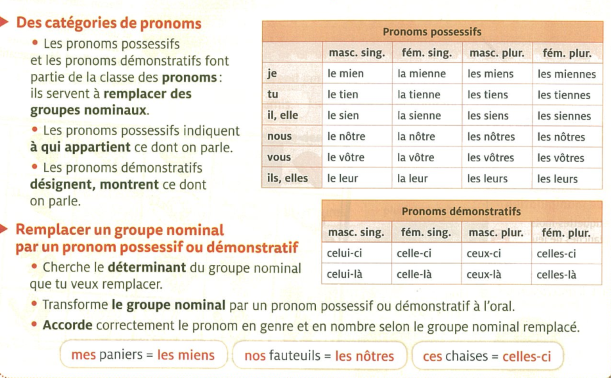 Des catégories de pronoms
• Les pronoms possessifs
et les pronoms démonstratifs font
partie de la classe des pronoms :
ils servent à remplacer des
groupes nominaux.
• Les pronoms possessifs indiquent
à qui appartient ce dont on parle.
• Les pronoms démonstratifs
désignent, montrent ce dont
on parle.
Pronoms possessifs
masc. sing. fém. sing. masc. plur. fém. plur.
je le mien la mienne les miens les miennes
tu le tien la tienne les tiens les tiennes
il, elle le sien la sienne les siens les siennes
nous le nôtre la nôtre les nôtres les nôtres
vous le vôtre la vôtre les vôtres les vôtres
ils, elles le leur la leur les leurs les leurs
Pronoms démonstratifs
masc. sing. fém. sing. masc. plur. fém. plur.
celui-ci celle-ci ceux-ci celles-ci
celui-là celle-là ceux-là celles-là
Remplacer un groupe nominal
par un pronom possessif ou démonstratif
• Cherche le déterminant du groupe nominal
que tu veux remplacer.
• Transforme le groupe nominal par un pronom possessif ou démonstratif à l'oral.
• Accorde correctement le pronom en genre et en nombre selon le groupe nominal remplacé.
mes paniers = les miens nos fauteuils = les nôtres ces chaises = celles-ci